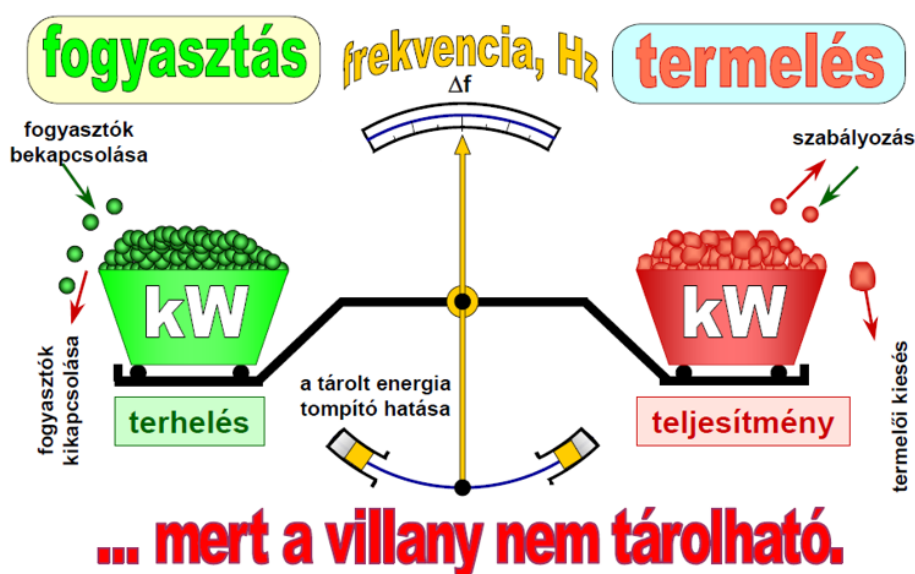 fogyasztás
frekvencia, Hz
termelés
Δf
fogyasztók
bekapcsolása
szabályozás
kW
kW
fogyasztók
kikapcsolása
a tárolt energia
tompító hatása
termelői kiesés
terhelés
teljesítmény
... mert a villany nem tárolható.